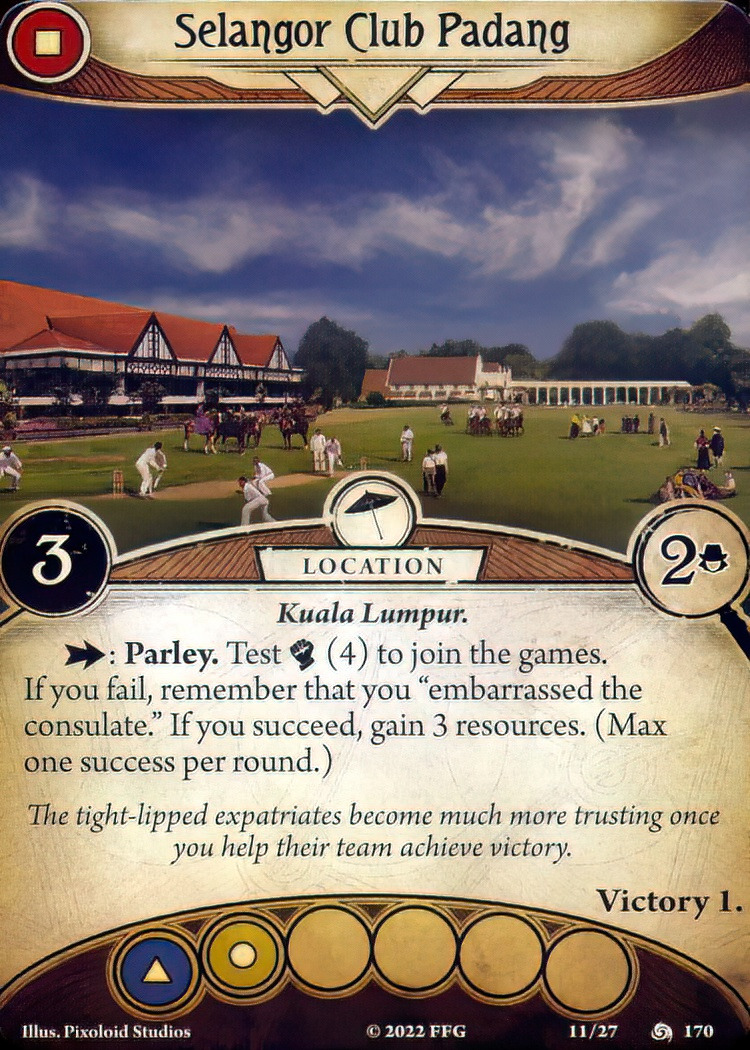 Selangor Club Padang
3
2
LOCATION
Kuala Lumpur.
: Parley. Test (4) to join the games.
If you fail, remember that you “embarrassed the
consulate.” If you succeed, gain 3 resources. (Max
one success per round.)
The tight-lipped expatriates become much more trusting once
you help their team achieve victory.
Victory 1.
Illus. Pixoloid Studios © 2022 FFG 11/27 170